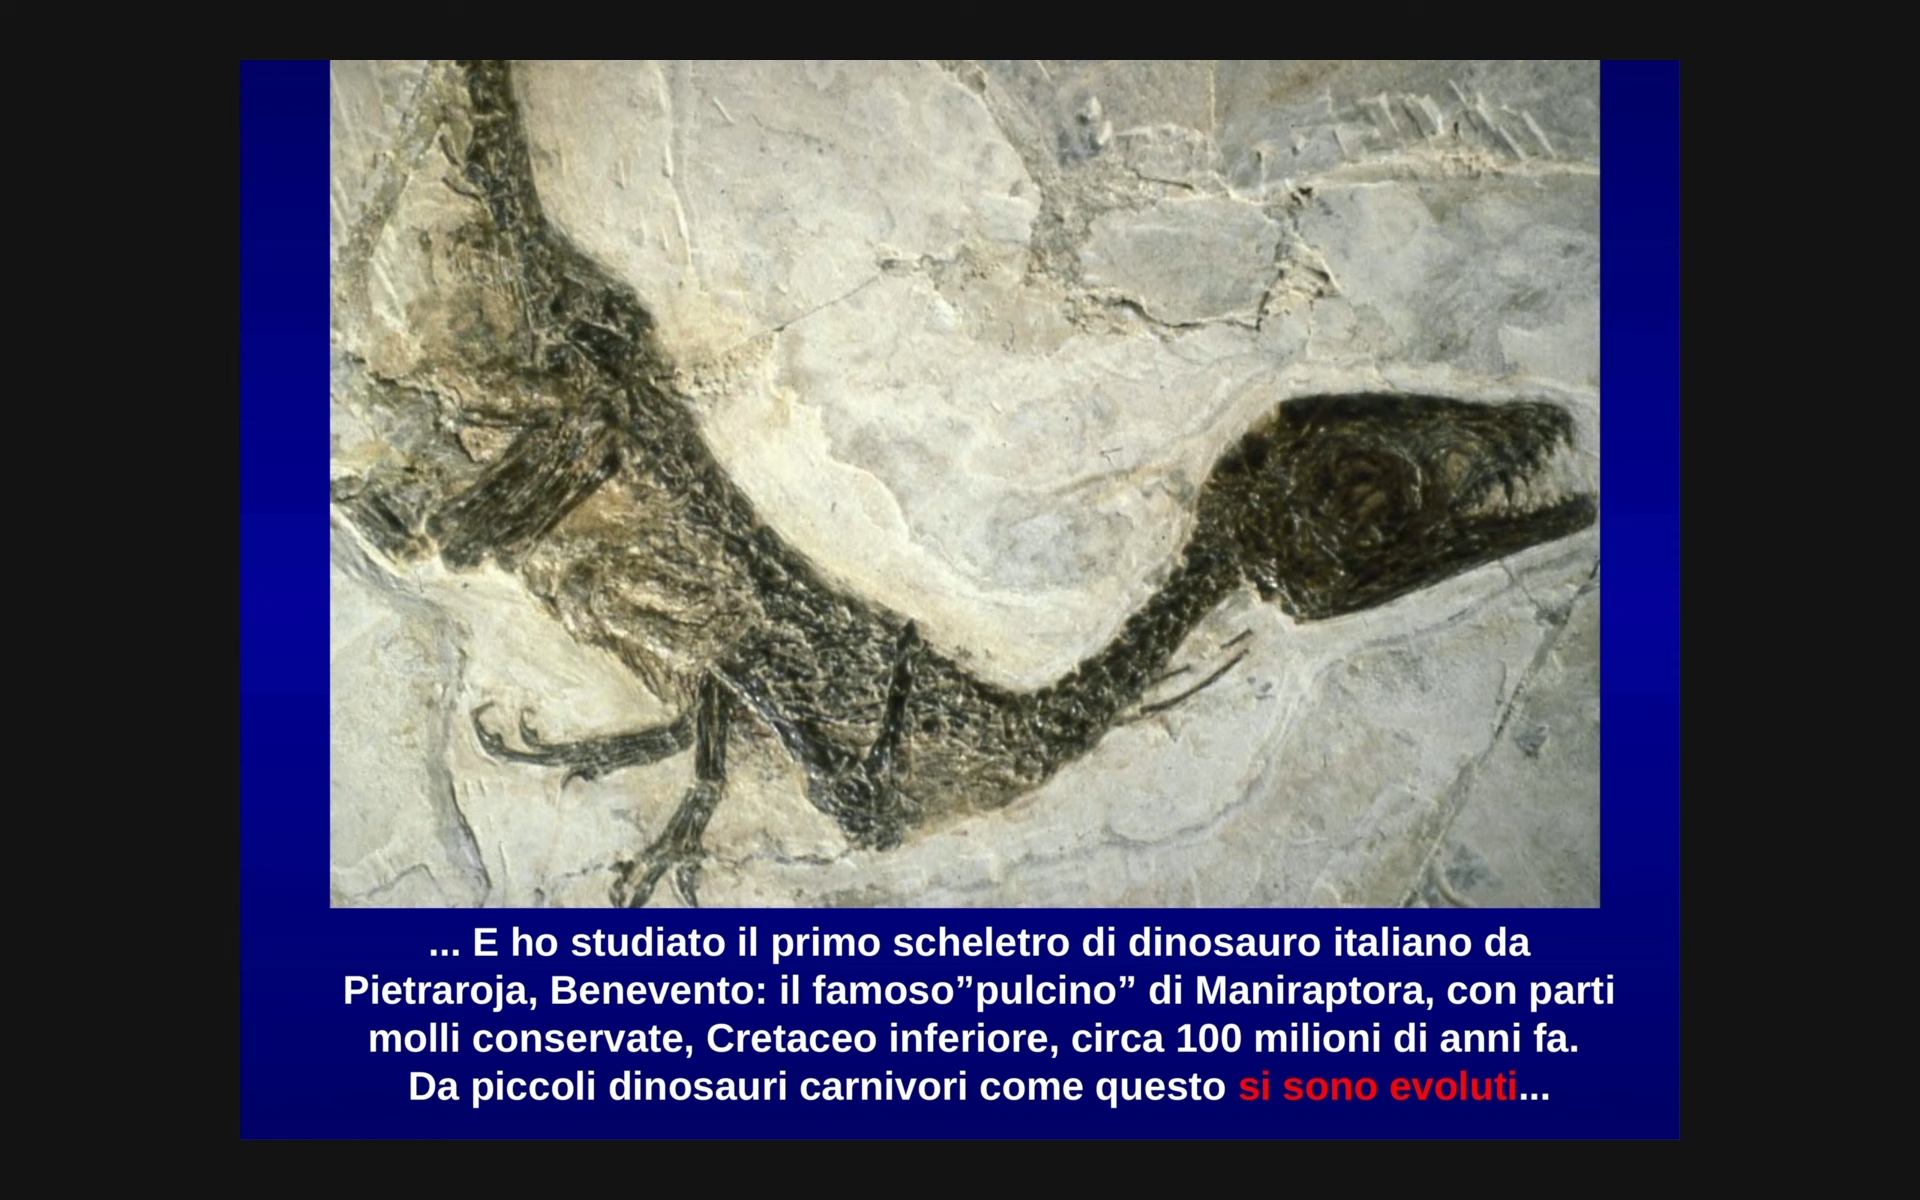 ... E ho studiato il primo scheletro di dinosauro italiano da
Pietraroja, Benevento: il famoso”pulcino” di Maniraptora, con parti
molli conservate, Cretaceo inferiore, circa 100 milioni di anni fa.
Da piccoli dinosauri carnivori come questo si sono evoluti...